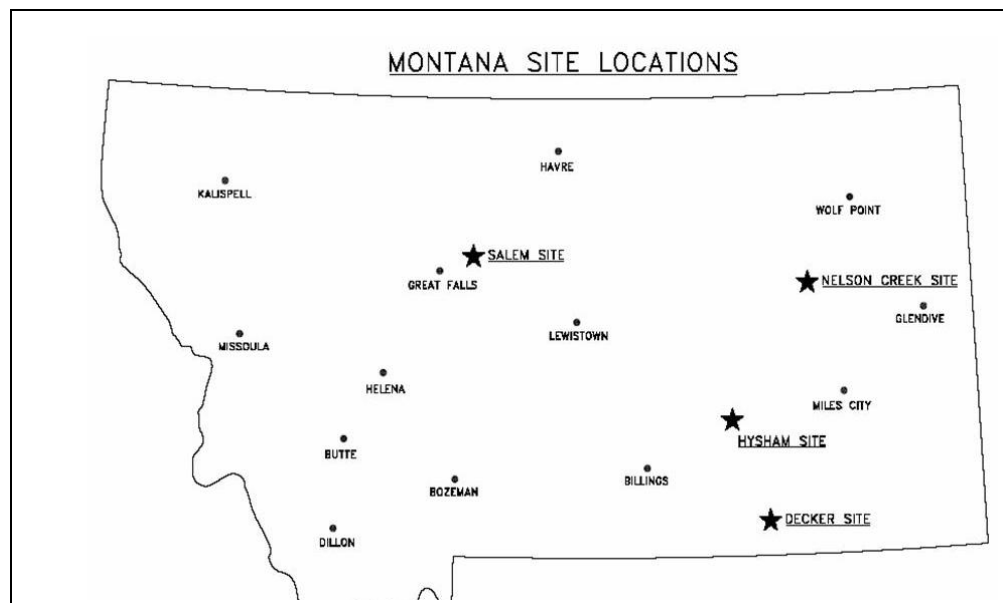 MONTANA SITE LOCATIONS
HAVRE
KALISPELL
WOLF POINT
SALEM SITE
GREAT FALLS
NELSON CREEK SITE
GLENDIVE
LEWISTOWN
MISSOULA
HELENA
MILES CITY
HYSHAM SITE
BUTTE
BILLINGS
BOZEMAN
DECKER SITE
DILLON